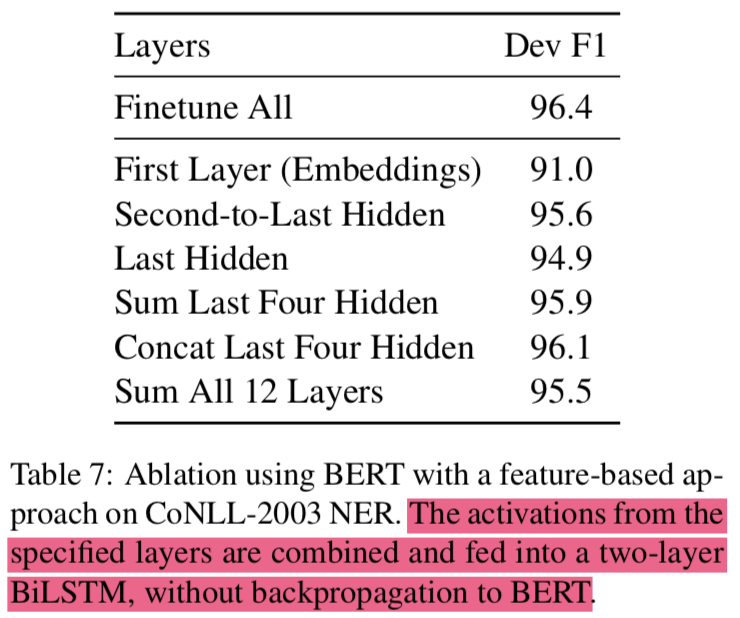 Layers Dev F1
Finetune All 96.4
First Layer (Embeddings) 91.0
Second-to-Last Hidden 95.6
Last Hidden 94.9
Sum Last Four Hidden 95.9
Concat Last Four Hidden 96.1
Sum All 12 Layers 95.5
Table 7: Ablation using BERT with a feature-based ap-
proach on CoNLL-2003 NER. The activations from the
specified layers are combined and fed into a two-layer
BiLSTM, without backpropagation to BERT.